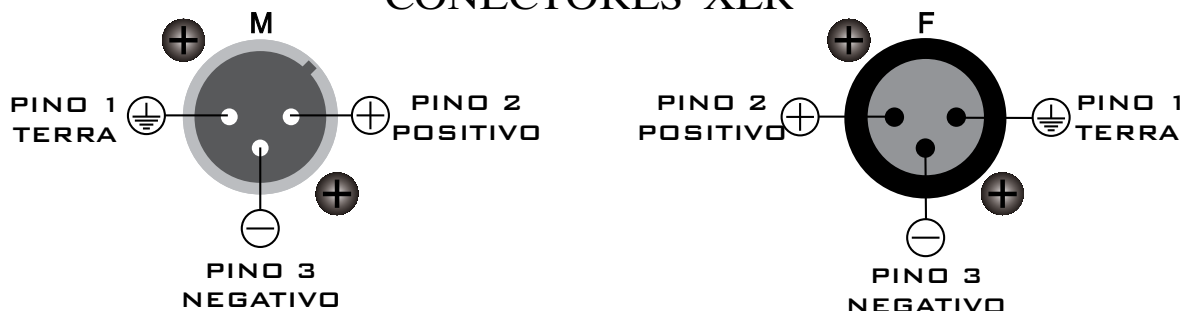 CONECTORES XLR
M
F
PINO 1
TERRA
PINO 2
POSITIVO
PINO 3
NEGATIVO
PINO 2
POSITIVO
PINO 1
TERRA
PINO 3
NEGATIVO